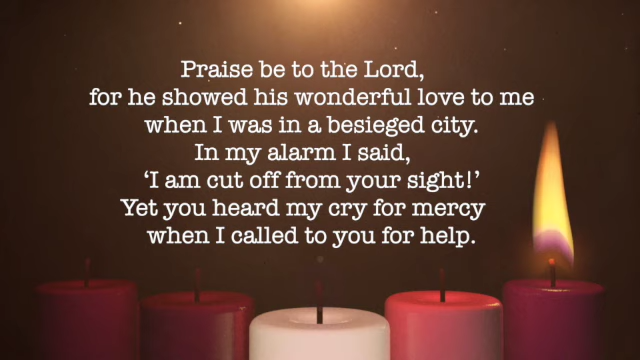 Praise be to the Lord,
for he showed his wonderful love to me
when I was in a besieged city.
In my alarm I said,
‘I am cut off from your sight!’
Yet you heard my cry for mercy
when I called to you for help.